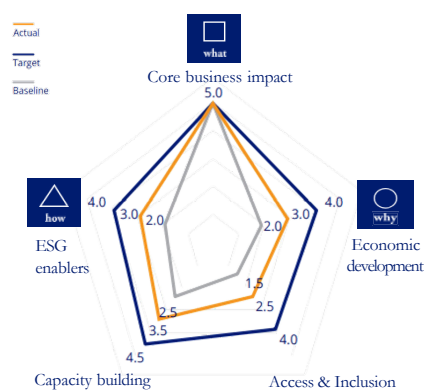 Actual
Target
Baseline
what
Core business impact
5.0
how
4.0
3.0
2.0
2.0
3.0
4.0
why
ESG
enablers
Economic
development
1.5
2.5
4.0
2.5
3.5
4.5
Capacity building
Access & Inclusion